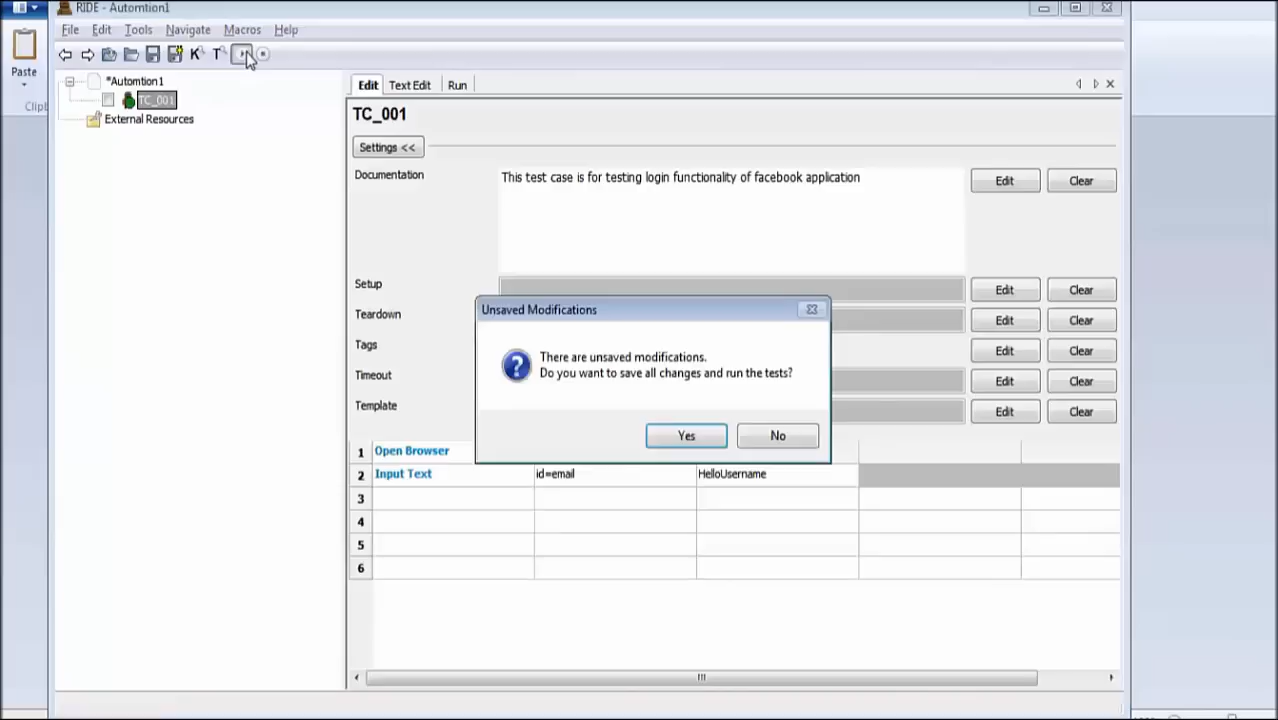 RIDE - Automtion1
File Edit Tools Navigate Macros Help
K T
Paste
*Automtion1
TC_001
External Resources
Edit Text Edit Run
TC_001
Settings <<
Documentation
This test case is for testing login functionality of facebook application
Edit Clear
Setup
Edit Clear
Teardown
Edit Clear
Tags
Edit Clear
Timeout
Edit Clear
Template
Edit Clear
Unsaved Modifications
? There are unsaved modifications.
Do you want to save all changes and run the tests?
Yes No
1 Open Browser
2 Input Text id=email HelloUsername
3
4
5
6